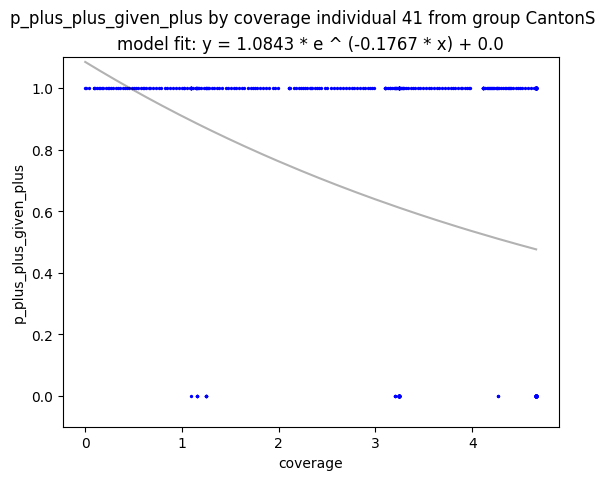 p_plus_plus_given_plus by coverage individual 41 from group CantonS
model fit: y = 1.0843 * e ^ (-0.1767 * x) + 0.0
1.0
0.8
0.6
0.4
0.2
0.0
p_plus_plus_given_plus
0 1 2 3 4
coverage